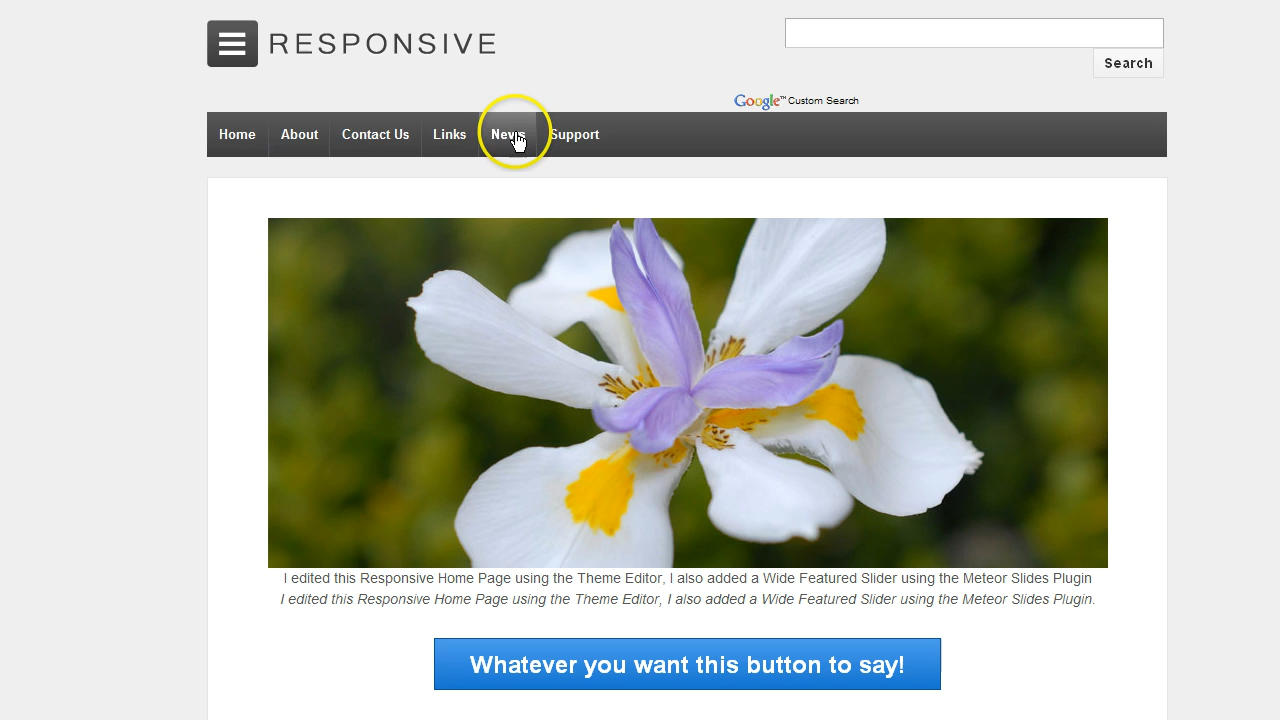 RESPONSIVE
Search
Google™ Custom Search
Home About Contact Us Links News Support
I edited this Responsive Home Page using the Theme Editor, I also added a Wide Featured Slider using the Meteor Slides Plugin
I edited this Responsive Home Page using the Theme Editor, I also added a Wide Featured Slider using the Meteor Slides Plugin.
Whatever you want this button to say!